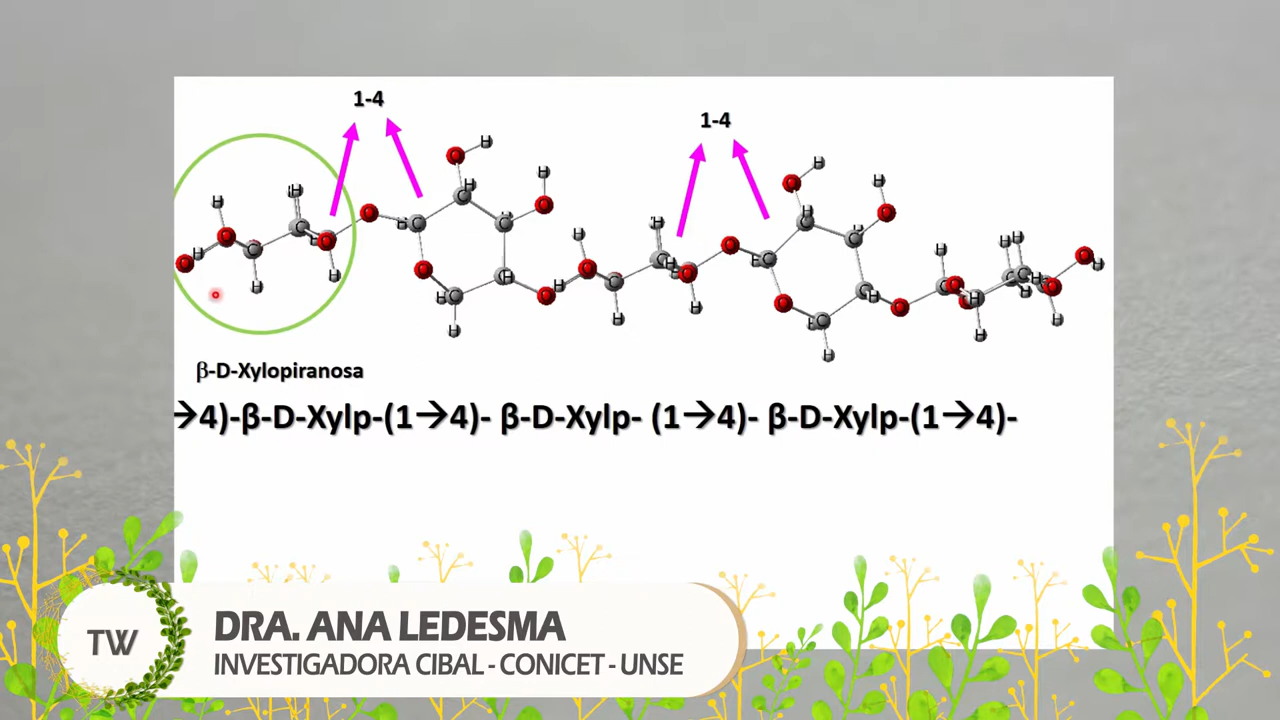 1-4
1-4
β-D-Xylopiranosa
→4)-β-D-Xylp-(1→4)- β-D-Xylp- (1→4)- β-D-Xylp-(1→4)-
TW
DRA. ANA LEDESMA
INVESTIGADORA CIBAL - CONICET - UNSE